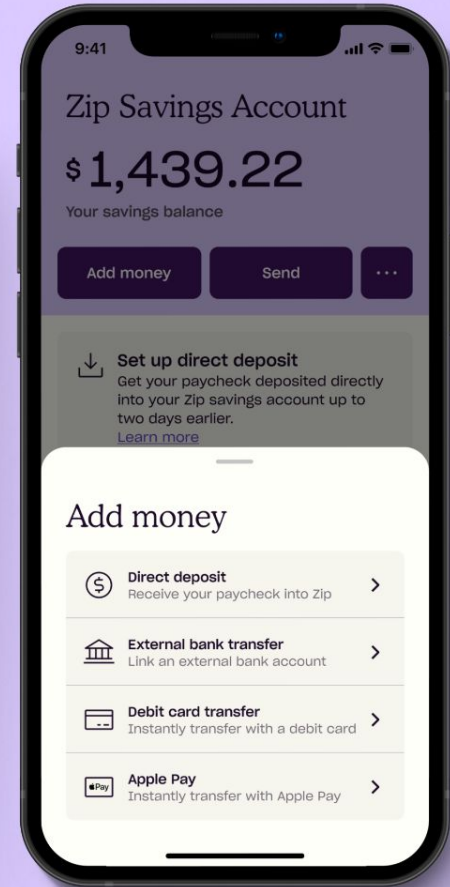 9:41
Zip Savings Account
$1,439.22
Your savings balance
Add money
Send
...
Set up direct deposit
Get your paycheck deposited directly
into your Zip savings account up to
two days earlier.
Learn more
Add money
Direct deposit
Receive your paycheck into Zip
External bank transfer
Link an external bank account
Debit card transfer
Instantly transfer with a debit card
Pay
Apple Pay
Instantly transfer with Apple Pay